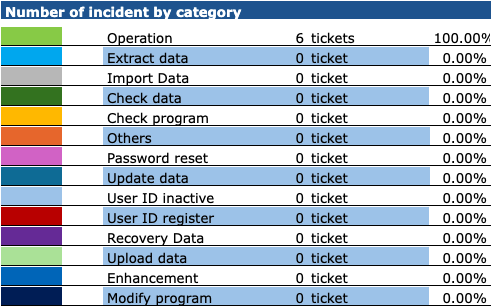 Number of incident by category
Operation 6 tickets 100.00%
Extract data 0 ticket 0.00%
Import Data 0 ticket 0.00%
Check data 0 ticket 0.00%
Check program 0 ticket 0.00%
Others 0 ticket 0.00%
Password reset 0 ticket 0.00%
Update data 0 ticket 0.00%
User ID inactive 0 ticket 0.00%
User ID register 0 ticket 0.00%
Recovery Data 0 ticket 0.00%
Upload data 0 ticket 0.00%
Enhancement 0 ticket 0.00%
Modify program 0 ticket 0.00%